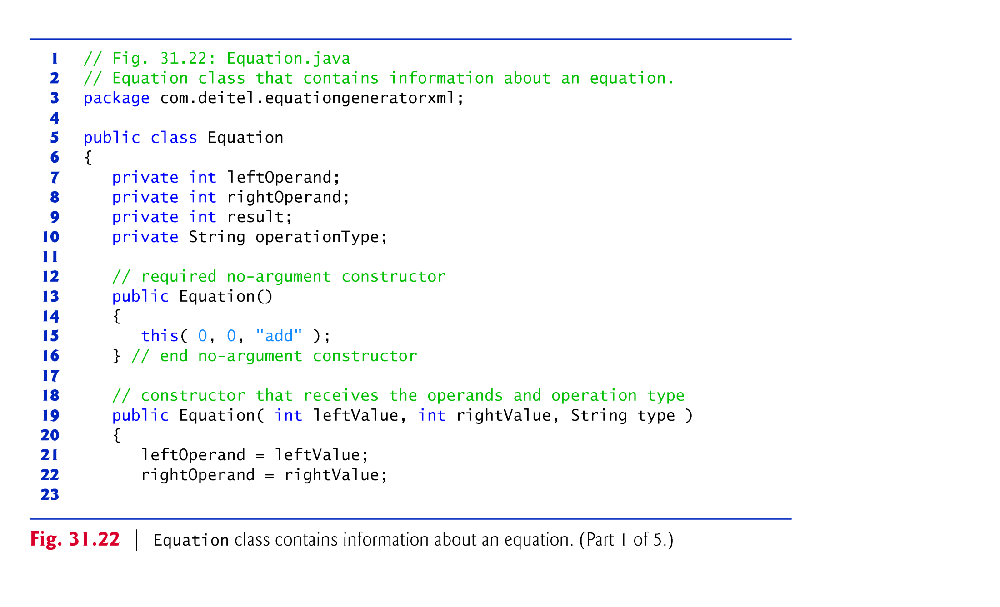 1 // Fig. 31.22: Equation.java
2 // Equation class that contains information about an equation.
3 package com.deitel.equationgeneratorxml;
4
5 public class Equation
6 {
7 private int leftOperand;
8 private int rightOperand;
9 private int result;
10 private String operationType;
11
12 // required no-argument constructor
13 public Equation()
14 {
15 this( 0, 0, "add" );
16 } // end no-argument constructor
17
18 // constructor that receives the operands and operation type
19 public Equation( int leftValue, int rightValue, String type )
20 {
21 leftOperand = leftValue;
22 rightOperand = rightValue;
23
Fig. 31.22 | Equation class contains information about an equation. (Part 1 of 5.)